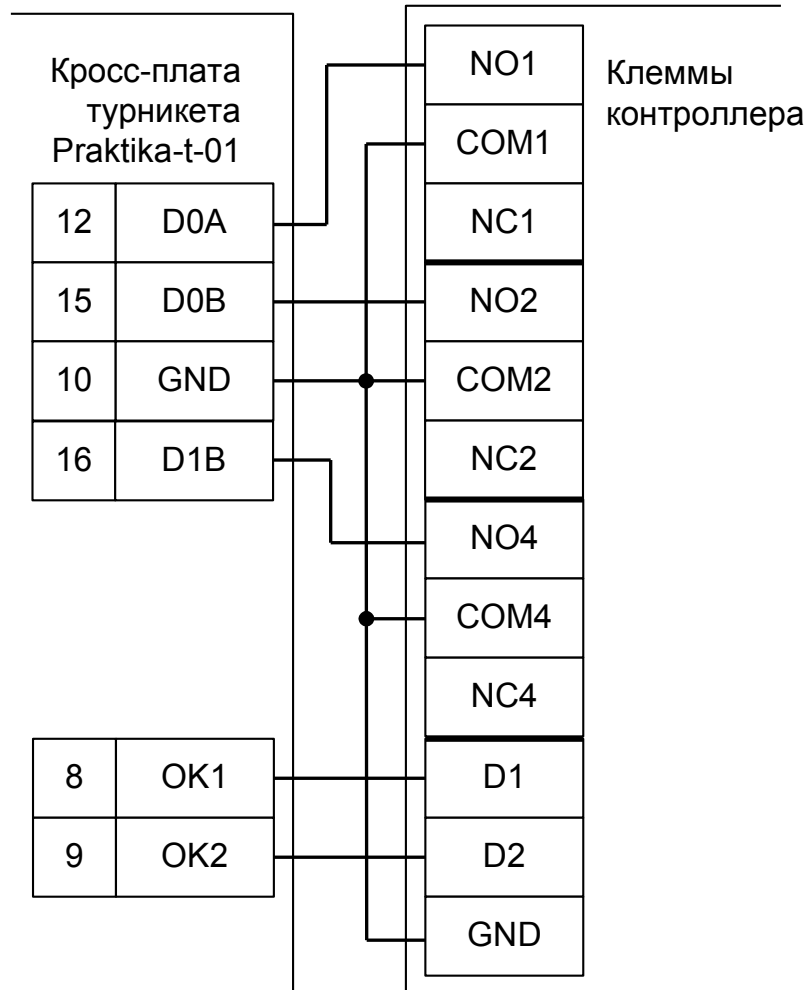 Кросс-плата
турникета
Praktika-t-01
12 D0A
15 D0B
10 GND
16 D1B
8 OK1
9 OK2
NO1
COM1
NC1
NO2
COM2
NC2
NO4
COM4
NC4
D1
D2
GND
Клеммы
контроллера